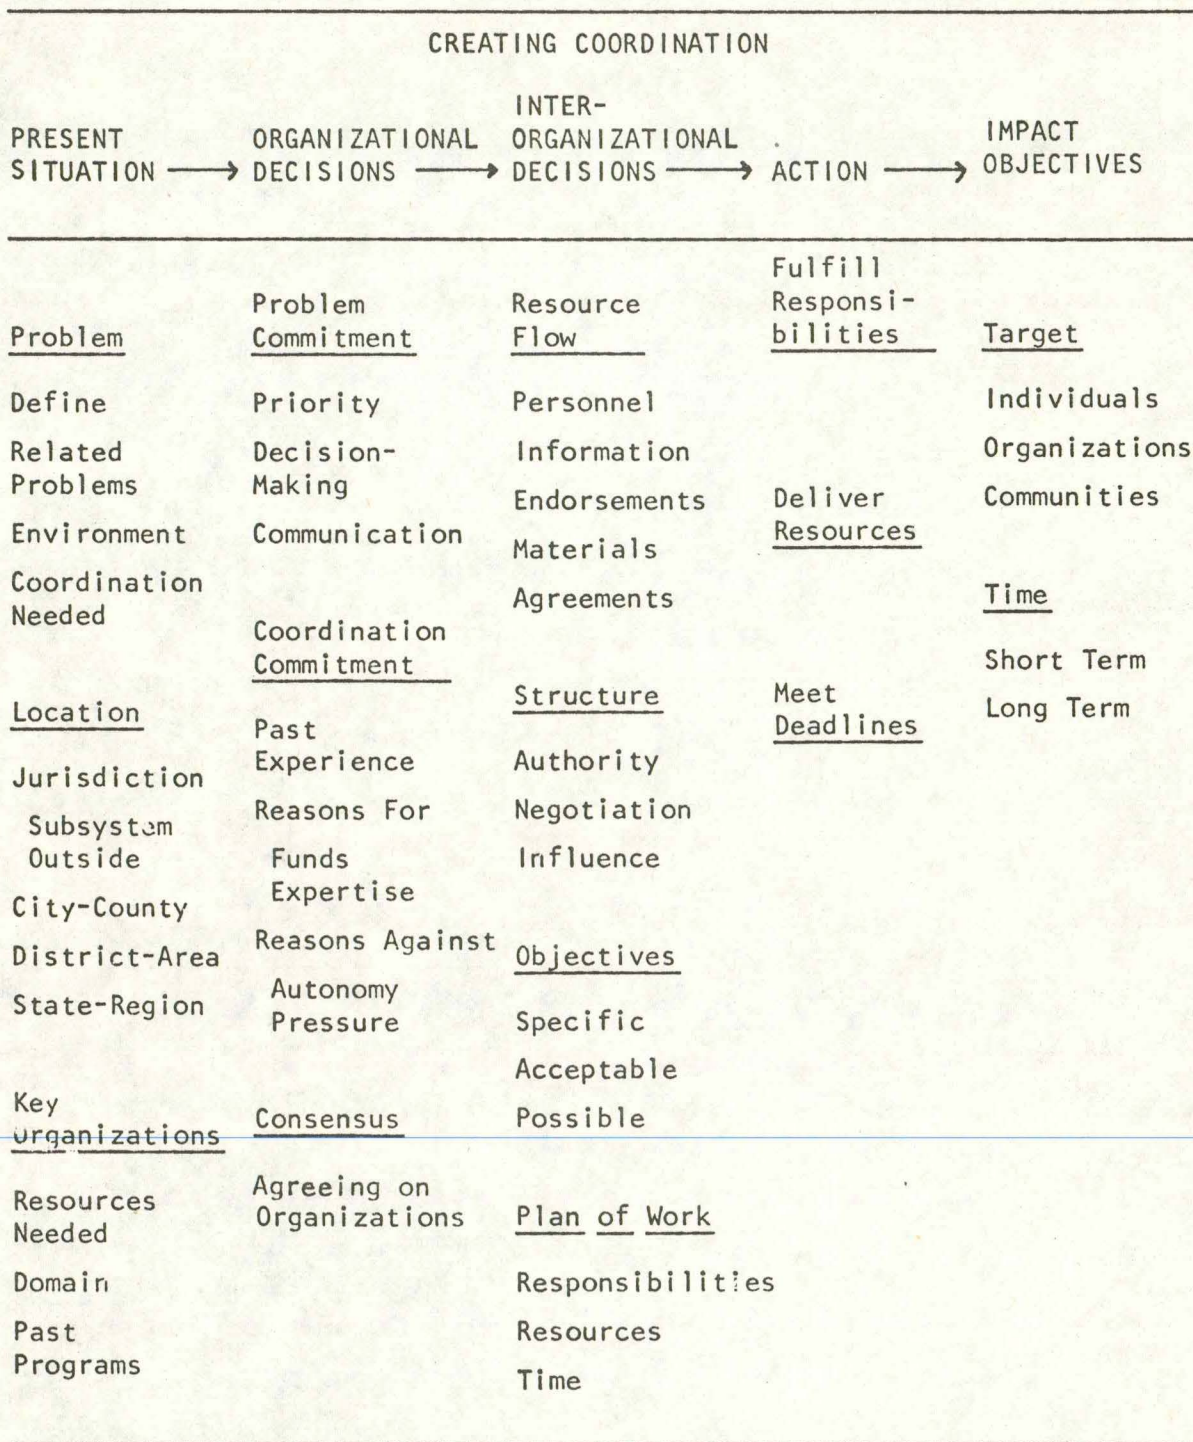 CREATING COORDINATION
PRESENT
SITUATION →
ORGANIZATIONAL
DECISIONS →
INTER-
ORGANIZATIONAL
DECISIONS →
ACTION →
IMPACT
OBJECTIVES
Problem
Define
Related
Problems
Environment
Coordination
Needed
Location
Jurisdiction
Subsystem
Outside
City-County
District-Area
State-Region
Key
Organizations
Resources
Needed
Domain
Past
Programs
Problem
Commitment
Priority
Decision-
Making
Communication
Coordination
Commitment
Past
Experience
Reasons For
Funds
Expertise
Reasons Against
Autonomy
Pressure
Consensus
Agreeing on
Organizations
Resource
Flow
Personnel
Information
Endorsements
Materials
Agreements
Structure
Authority
Negotiation
Influence
Objectives
Specific
Acceptable
Possible
Plan of Work
Responsibilities
Resources
Time
Fulfill
Responsi-
bilities
Deliver
Resources
Meet
Deadlines
Target
Individuals
Organizations
Communities
Time
Short Term
Long Term